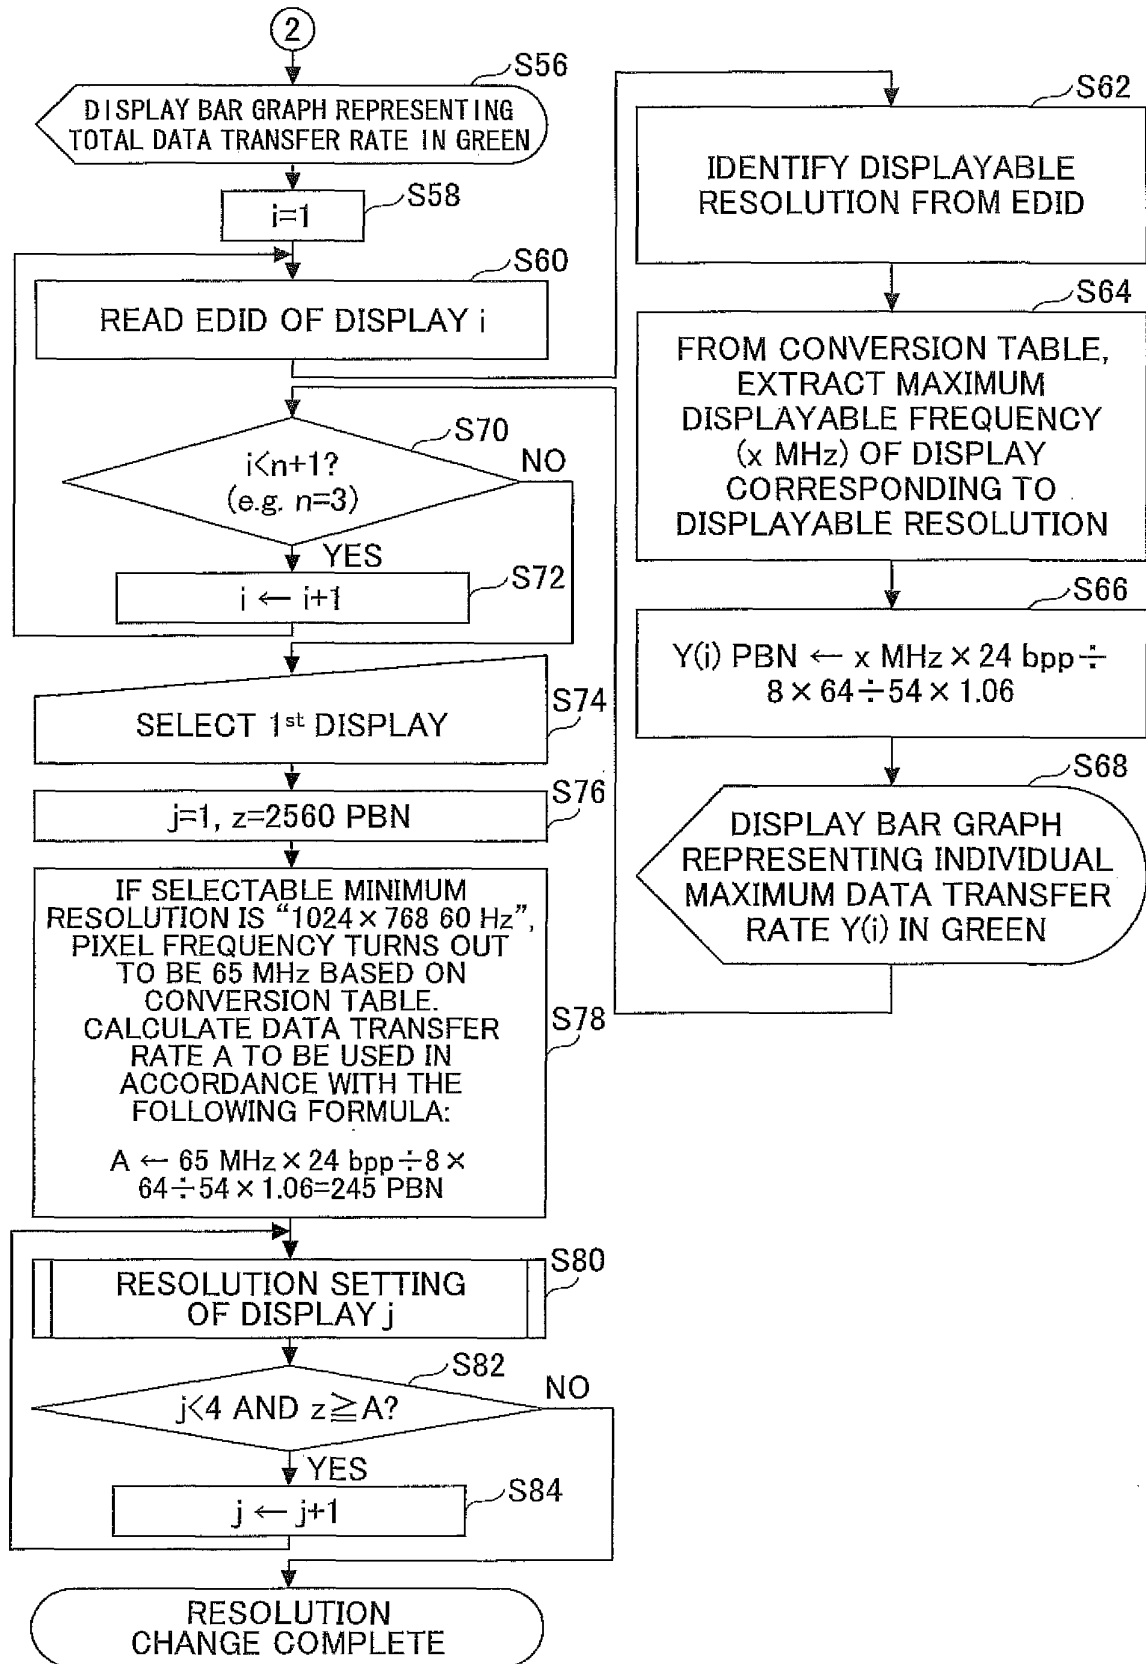 2
S56
DISPLAY BAR GRAPH REPRESENTING
TOTAL DATA TRANSFER RATE IN GREEN
S58
i=1
S60
READ EDID OF DISPLAY i
S62
IDENTIFY DISPLAYABLE
RESOLUTION FROM EDID
S64
FROM CONVERSION TABLE,
EXTRACT MAXIMUM
DISPLAYABLE FREQUENCY
(x MHz) OF DISPLAY
CORRESPONDING TO
DISPLAYABLE RESOLUTION
S66
Y(i) PBN ← x MHz × 24 bpp ÷
8 × 64 ÷ 54 × 1.06
S68
DISPLAY BAR GRAPH
REPRESENTING INDIVIDUAL
MAXIMUM DATA TRANSFER
RATE Y(i) IN GREEN
S70
i<n+1?
(e.g. n=3)
NO
YES
S72
i ← i+1
S74
SELECT 1st DISPLAY
S76
j=1, z=2560 PBN
S78
IF SELECTABLE MINIMUM
RESOLUTION IS “1024 × 768 60 Hz”,
PIXEL FREQUENCY TURNS OUT
TO BE 65 MHz BASED ON
CONVERSION TABLE.
CALCULATE DATA TRANSFER
RATE A TO BE USED IN
ACCORDANCE WITH THE
FOLLOWING FORMULA:
A ← 65 MHz × 24 bpp ÷ 8 ×
64 ÷ 54 × 1.06=245 PBN
S80
RESOLUTION SETTING
OF DISPLAY j
S82
j<4 AND z≧A?
NO
YES
S84
j ← j+1
RESOLUTION
CHANGE COMPLETE